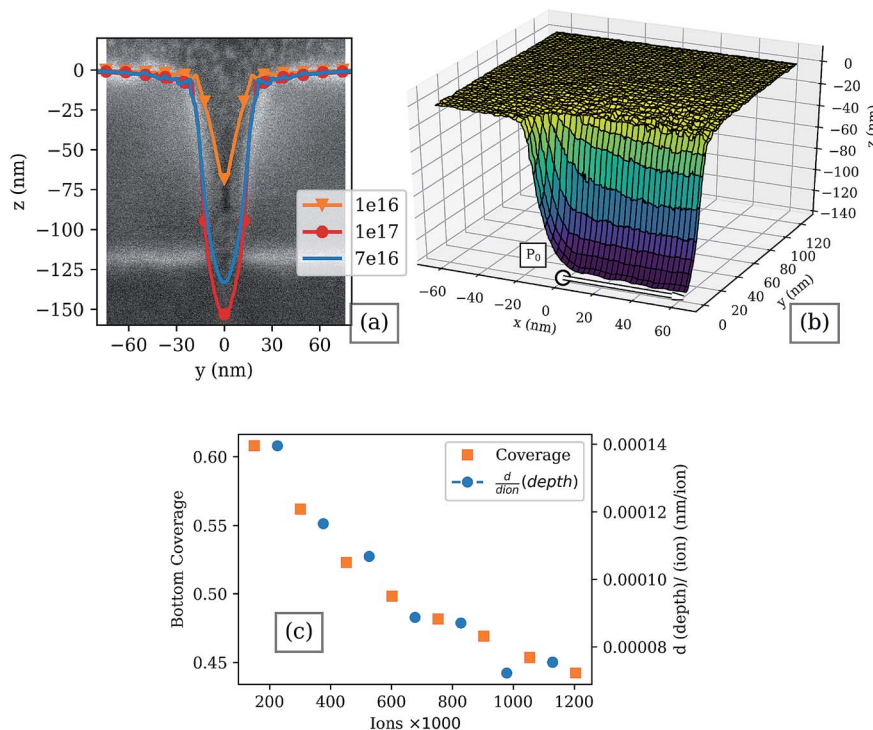 0
−25
−50
−75
−100
−125
−150
z (nm)
−60 −30 0 30 60
y (nm)
1e16
1e17
7e16
(a)
0
−20
−40
−60
−80
−100
−120
−140
z (nm)
P0
−60 −40 −20 0 20 40 60
x (nm)
0 20 40 60 80 100 120
y (nm)
(b)
0.60
0.55
0.50
0.45
Bottom Coverage
Coverage
d/dion (depth)
0.00014
0.00012
0.00010
0.00008
d (depth)/ (ion) (nm/ion)
(c)
200 400 600 800 1000 1200
Ions ×1000